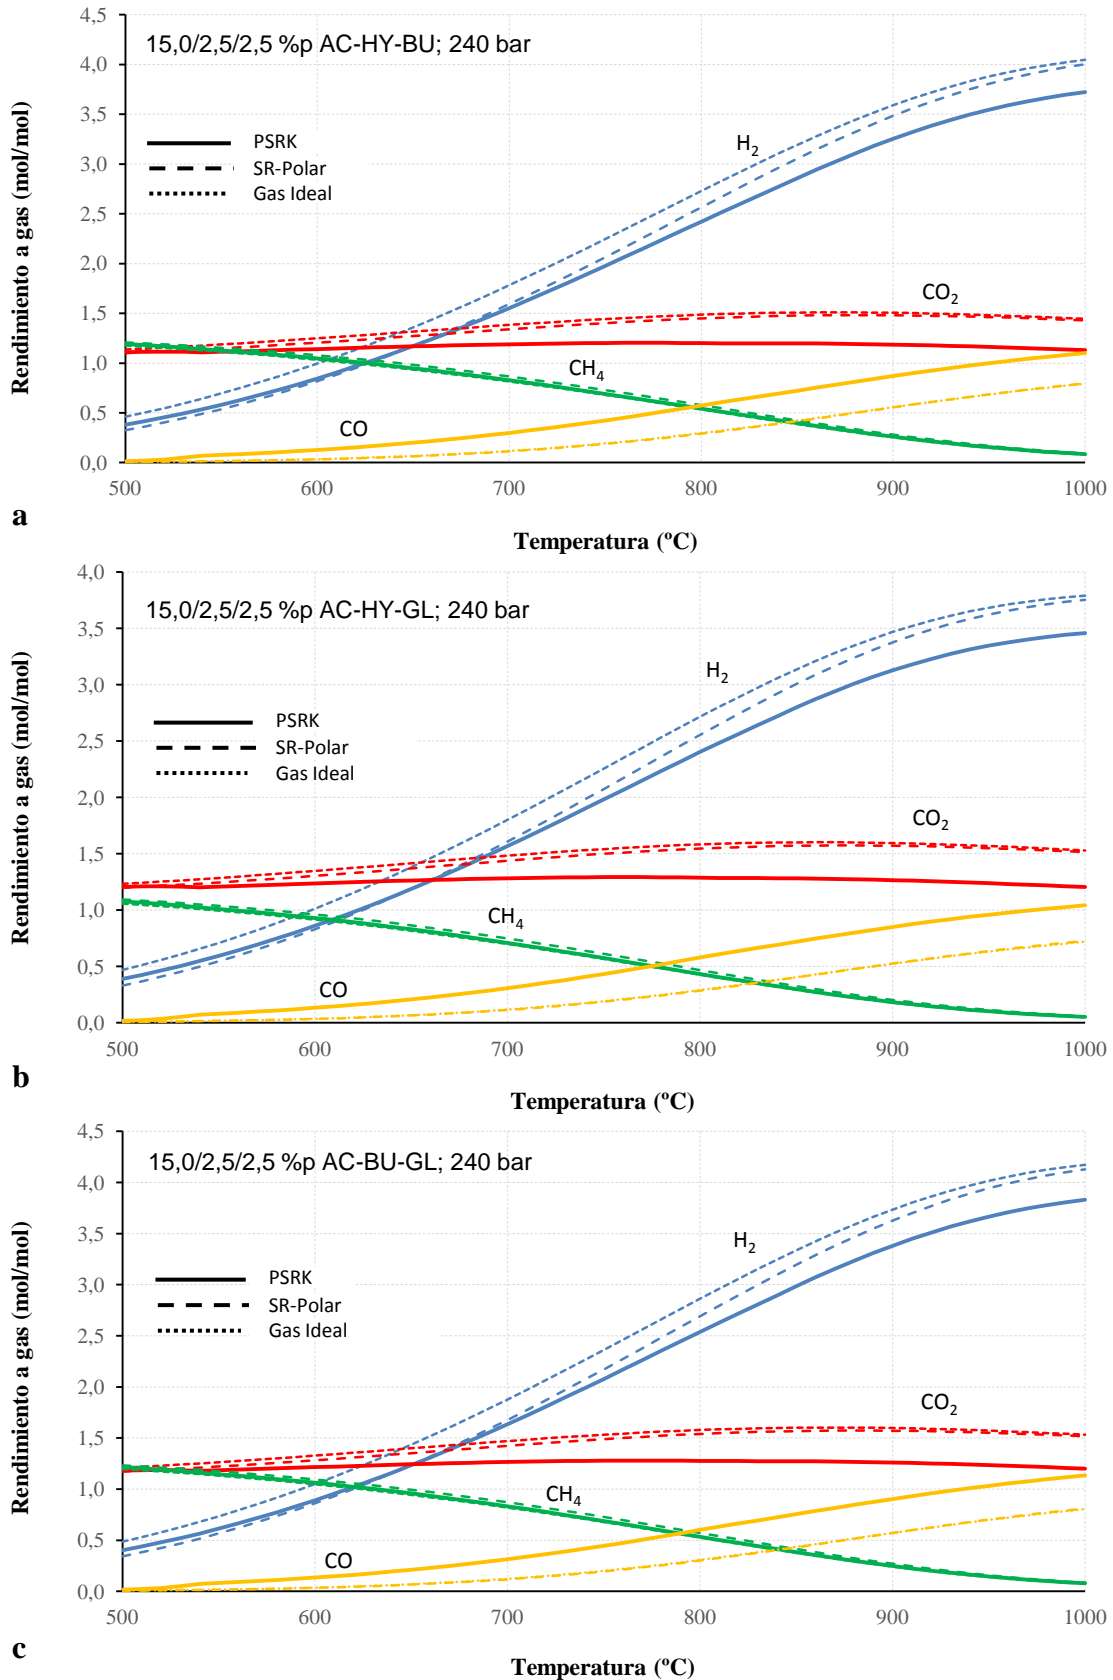 4,5
15,0/2,5/2,5 %p AC-HY-BU; 240 bar
4,0
3,5
3,0
2,5
2,0
1,5
1,0
0,5
0,0
Rendimiento a gas (mol/mol)
PSRK
SR-Polar
Gas Ideal
H2
CO2
CH4
CO
500 600 700 800 900 1000
a
Temperatura (ºC)
4,0
15,0/2,5/2,5 %p AC-HY-GL; 240 bar
3,5
3,0
2,5
2,0
1,5
1,0
0,5
0,0
Rendimiento a gas (mol/mol)
PSRK
SR-Polar
Gas Ideal
H2
CO2
CH4
CO
500 600 700 800 900 1000
b
Temperatura (ºC)
4,5
15,0/2,5/2,5 %p AC-BU-GL; 240 bar
4,0
3,5
3,0
2,5
2,0
1,5
1,0
0,5
0,0
Rendimiento a gas (mol/mol)
PSRK
SR-Polar
Gas Ideal
H2
CO2
CH4
CO
500 600 700 800 900 1000
c
Temperatura (ºC)